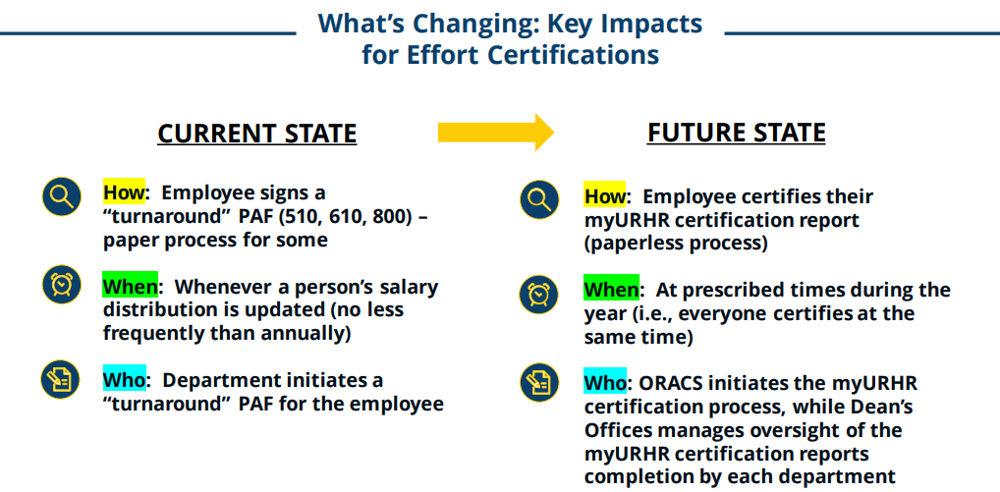 What’s Changing: Key Impacts
for Effort Certifications
CURRENT STATE
How:  Employee signs a
“turnaround” PAF (510, 610, 800) –
paper process for some
When:  Whenever a person’s salary
distribution is updated (no less
frequently than annually)
Who:  Department initiates a
“turnaround” PAF for the employee
FUTURE STATE
How:  Employee certifies their
myURHR certification report
(paperless process)
When:  At prescribed times during the
year (i.e., everyone certifies at the
same time)
Who: ORACS initiates the myURHR
certification process, while Dean’s
Offices manages oversight of the
myURHR certification reports
completion by each department